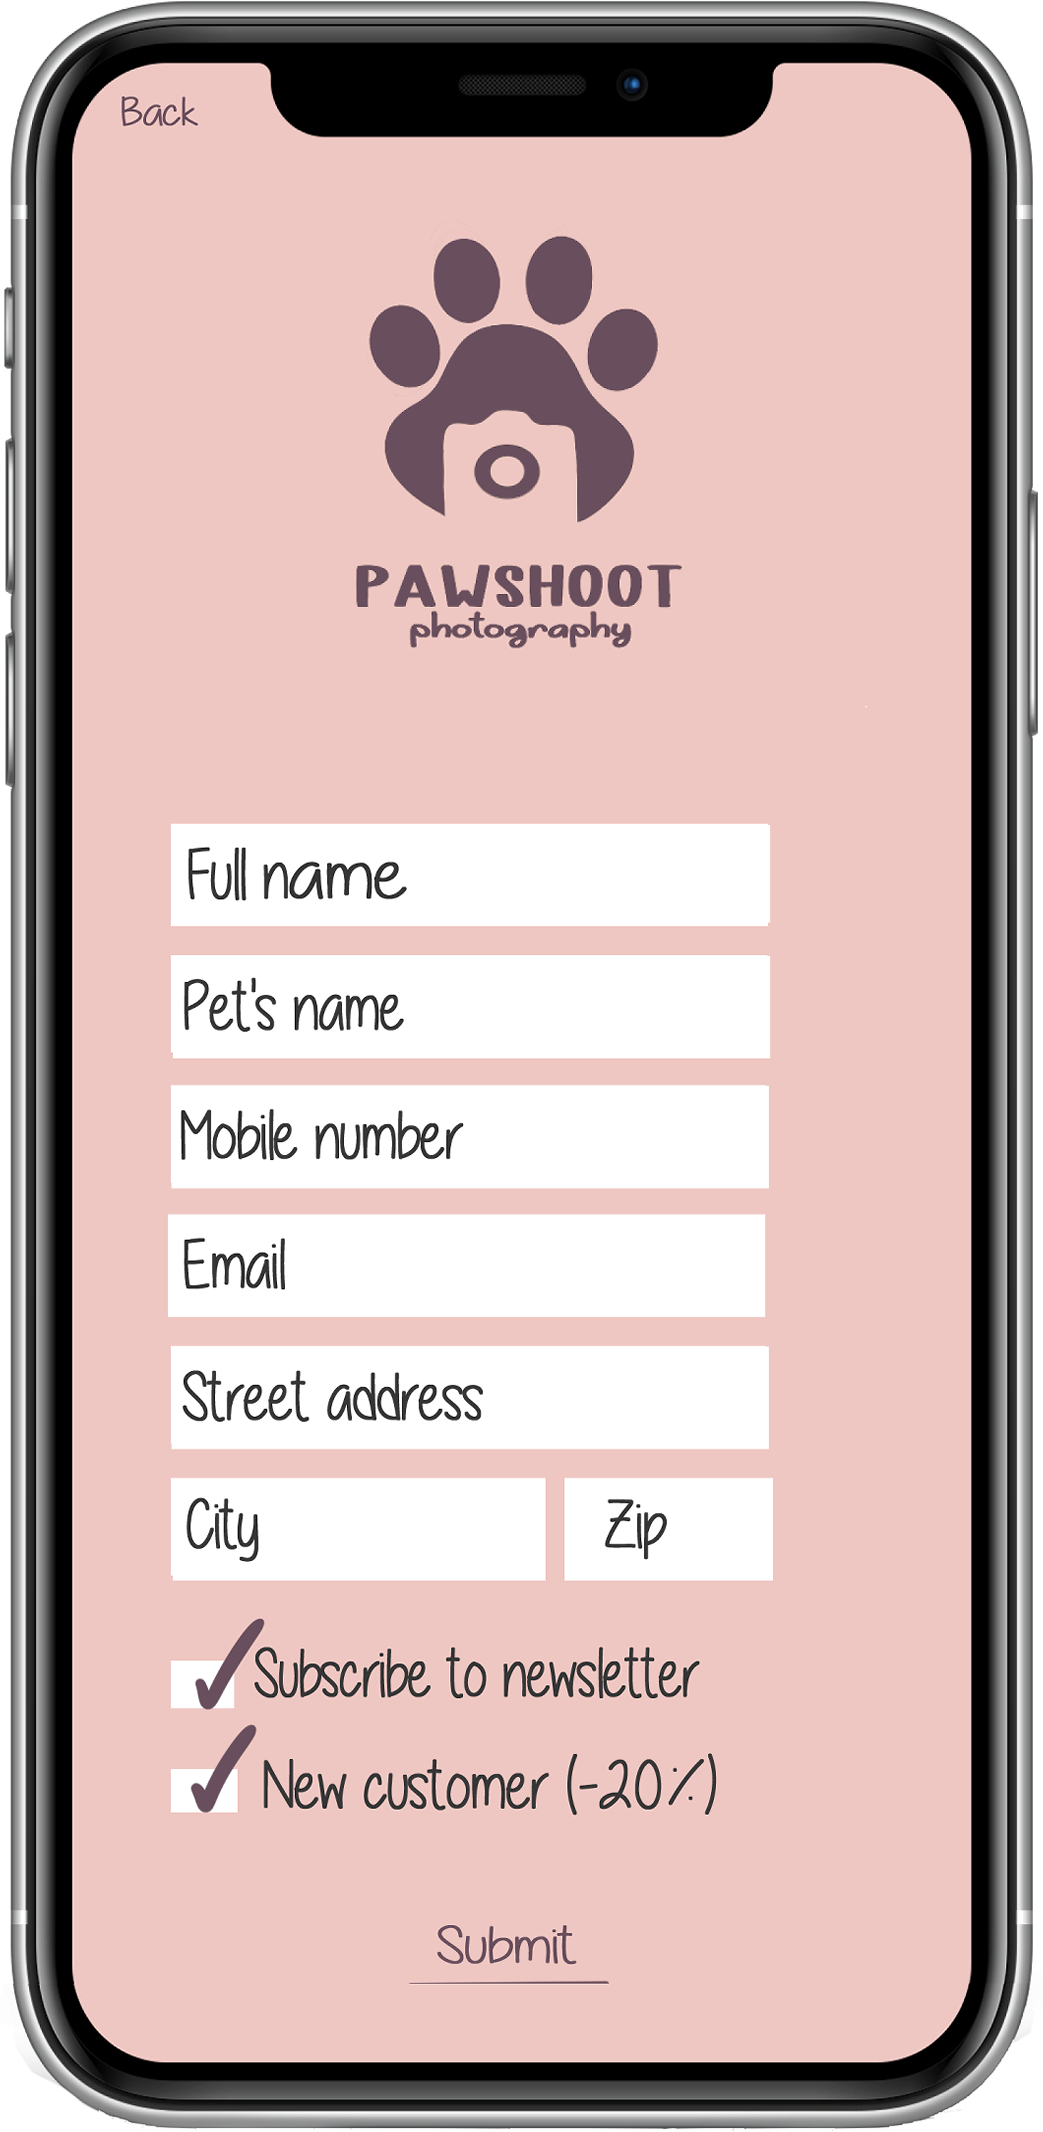 Back
PAWSHOOT
photography
Full name
Pet's name
Mobile number
Email
Street address
City Zip
Subscribe to newsletter
New customer (-20%)
Submit